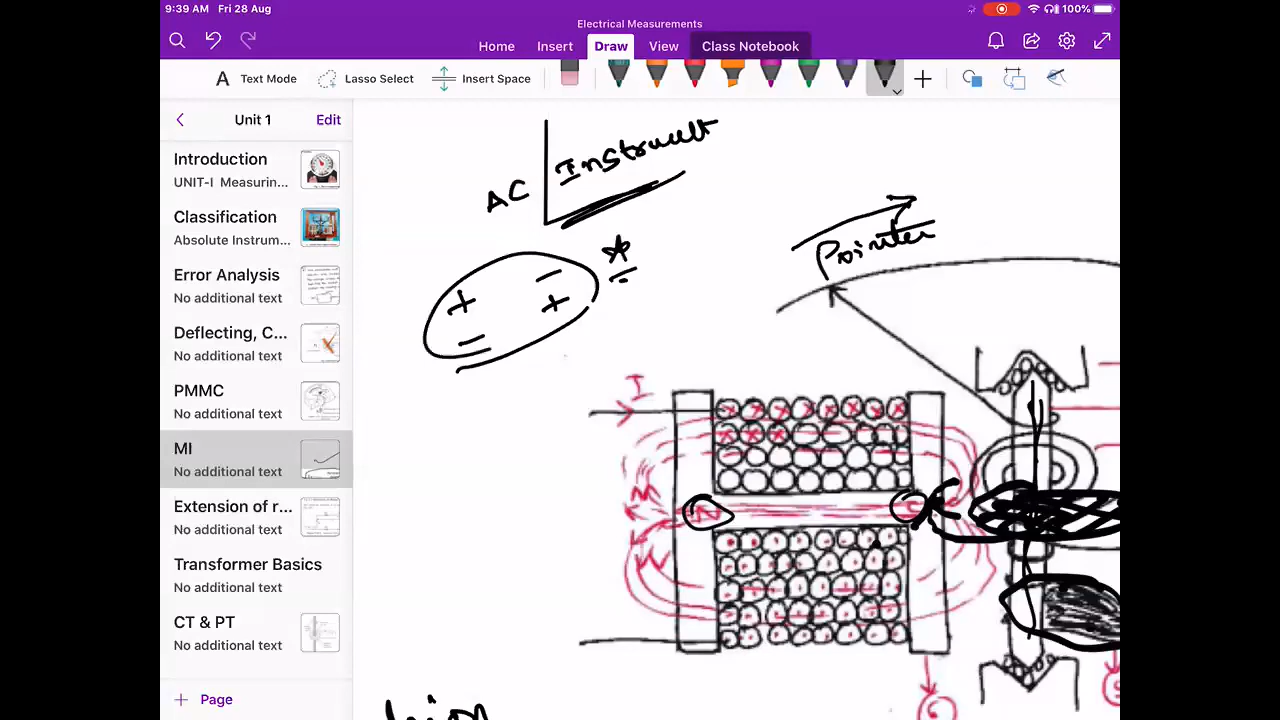 9:39 AM Fri 28 Aug
100%
Electrical Measurements
Home Insert Draw View Class Notebook
A Text Mode Lasso Select Insert Space
Unit 1 Edit
Introduction
UNIT-I Measurin...
Classification
Absolute Instrum...
Error Analysis
No additional text
Deflecting, C...
No additional text
PMMC
No additional text
MI
No additional text
Extension of r...
No additional text
Transformer Basics
No additional text
CT & PT
No additional text
+ Page
AC
Pointer
+ −
− +
I
N